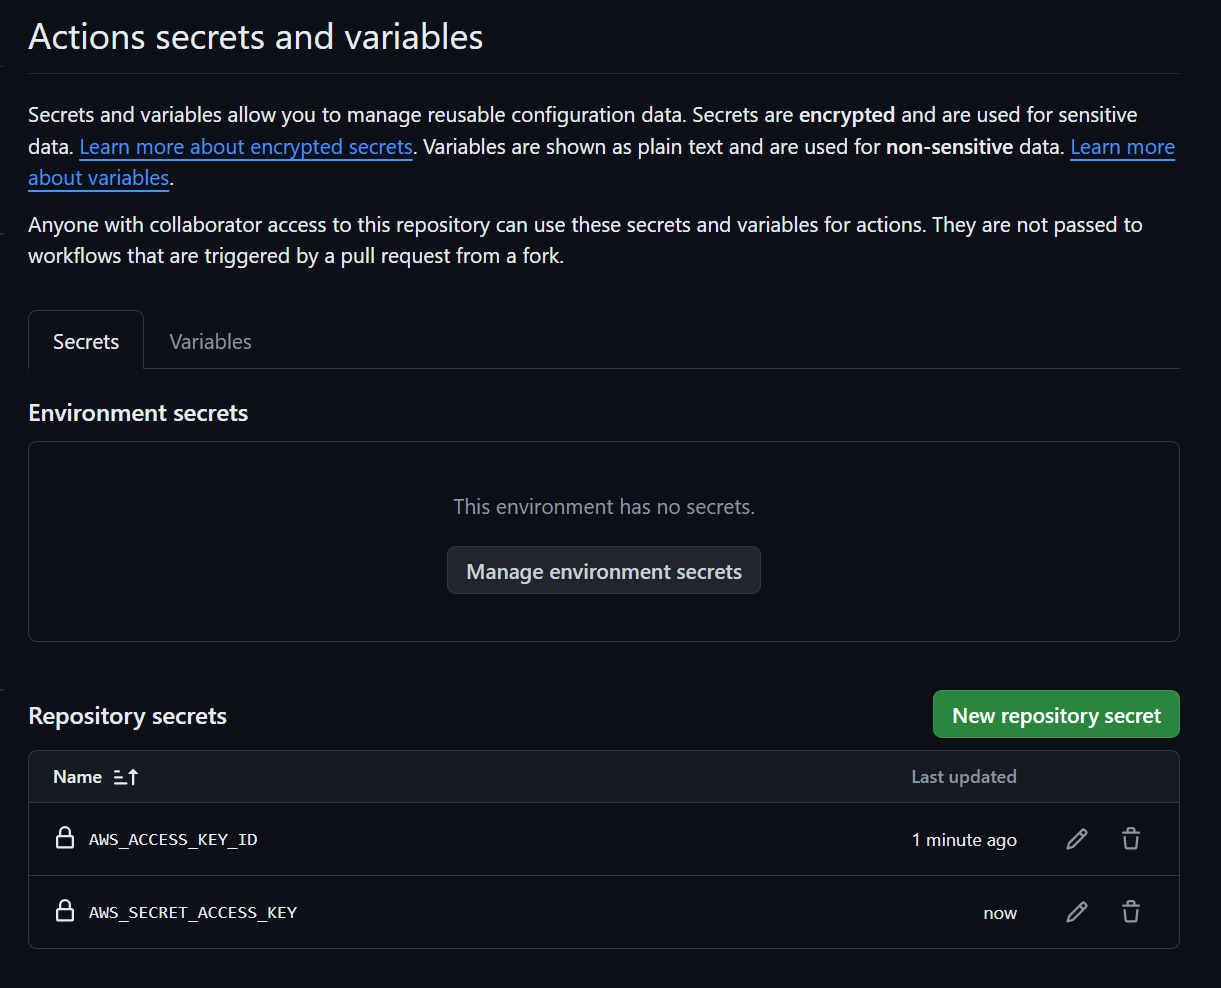 Actions secrets and variables
Secrets and variables allow you to manage reusable configuration data. Secrets are encrypted and are used for sensitive
data. Learn more about encrypted secrets. Variables are shown as plain text and are used for non-sensitive data. Learn more
about variables.
Anyone with collaborator access to this repository can use these secrets and variables for actions. They are not passed to
workflows that are triggered by a pull request from a fork.
Secrets Variables
Environment secrets
This environment has no secrets.
Manage environment secrets
Repository secrets New repository secret
Name Last updated
AWS_ACCESS_KEY_ID 1 minute ago
AWS_SECRET_ACCESS_KEY now